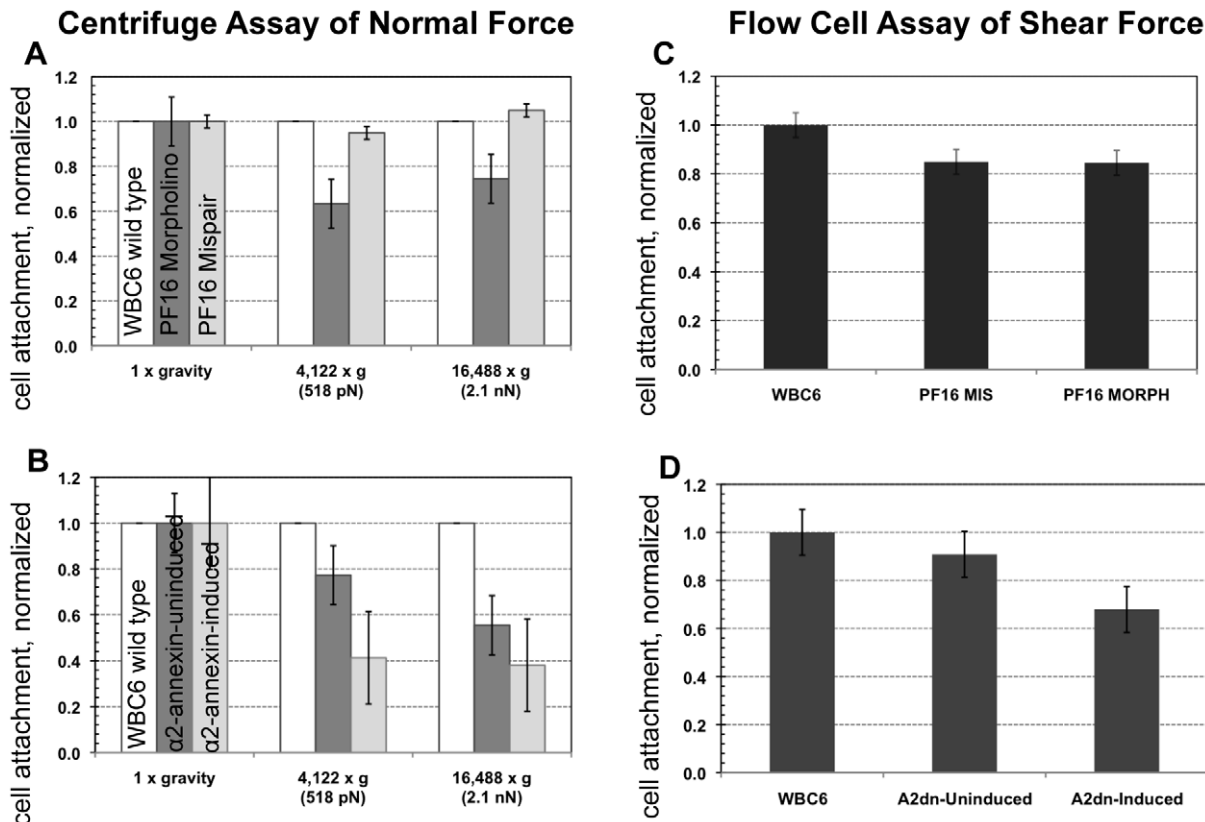 Centrifuge Assay of Normal Force
Flow Cell Assay of Shear Force
A
cell attachment, normalized
1.2
1.0
0.8
0.6
0.4
0.2
0.0
WBC6 wild type
PF16 Morpholino
PF16 Mispair
1 x gravity
4,122 x g
(518 pN)
16,488 x g
(2.1 nN)
C
cell attachment, normalized
1.2
1.0
0.8
0.6
0.4
0.2
0.0
WBC6
PF16 MIS
PF16 MORPH
B
cell attachment, normalized
1.2
1.0
0.8
0.6
0.4
0.2
0.0
WBC6 wild type
α2-annexin-uninduced
α2-annexin-induced
1 x gravity
4,122 x g
(518 pN)
16,488 x g
(2.1 nN)
D
cell attachment, normalized
1.2
1.0
0.8
0.6
0.4
0.2
0.0
WBC6
A2dn-Uninduced
A2dn-Induced